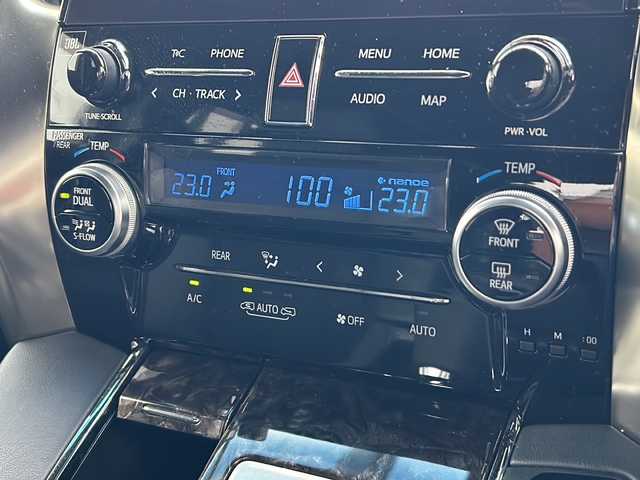 JBL
T/C PHONE
MENU HOME
< CH · TRACK >
AUDIO MAP
TUNE·SCROLL
PWR·VOL
PASSENGER
/REAR
TEMP
TEMP
FRONT
nanoe
23.0 100 23.0
FRONT
DUAL
S-FLOW
FRONT
REAR
REAR < >
A/C
AUTO
OFF
AUTO
H M :00